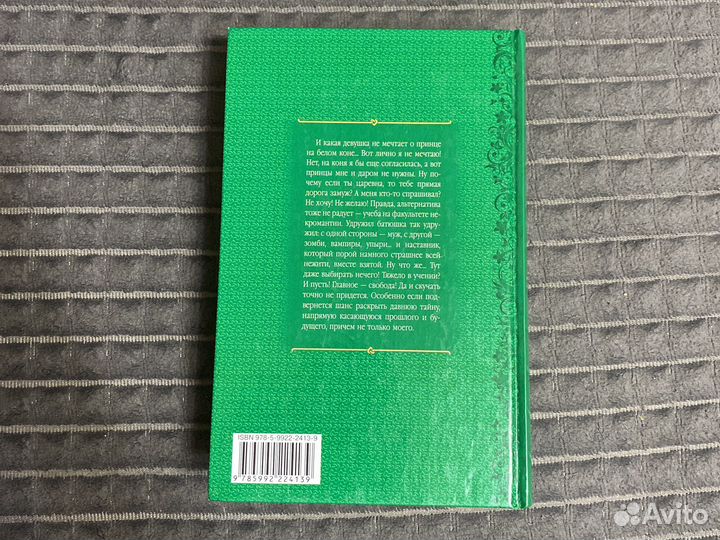 И какая девушка не мечтает о принце
на белом коне... Вот лично я не мечтаю!
Нет, на коня я бы еще согласилась, а вот
принцы мне и даром не нужны. Ну по-
чему если ты царевна, то тебе прямая
дорога замуж? А меня кто-то спрашивал?
Не хочу! Не желаю! Правда, альтернатива
тоже не радует — учеба на факультете не-
кромантии. Удружил батюшка так удру-
жил: с одной стороны — муж, с другой —
зомби, вампиры, упыри... и наставник,
который порой намного страшнее всей
нежити, вместе взятой. Ну что же... Тут
даже выбирать нечего! Тяжело в учении?
И пусть! Главное — свобода! Да и скучать
точно не придется. Особенно если под-
вернется шанс раскрыть давнюю тайну,
напрямую касающуюся прошлого и бу-
дущего, причем не только моего.
ISBN 978-5-9922-2413-9
9 785992 224139
Avito